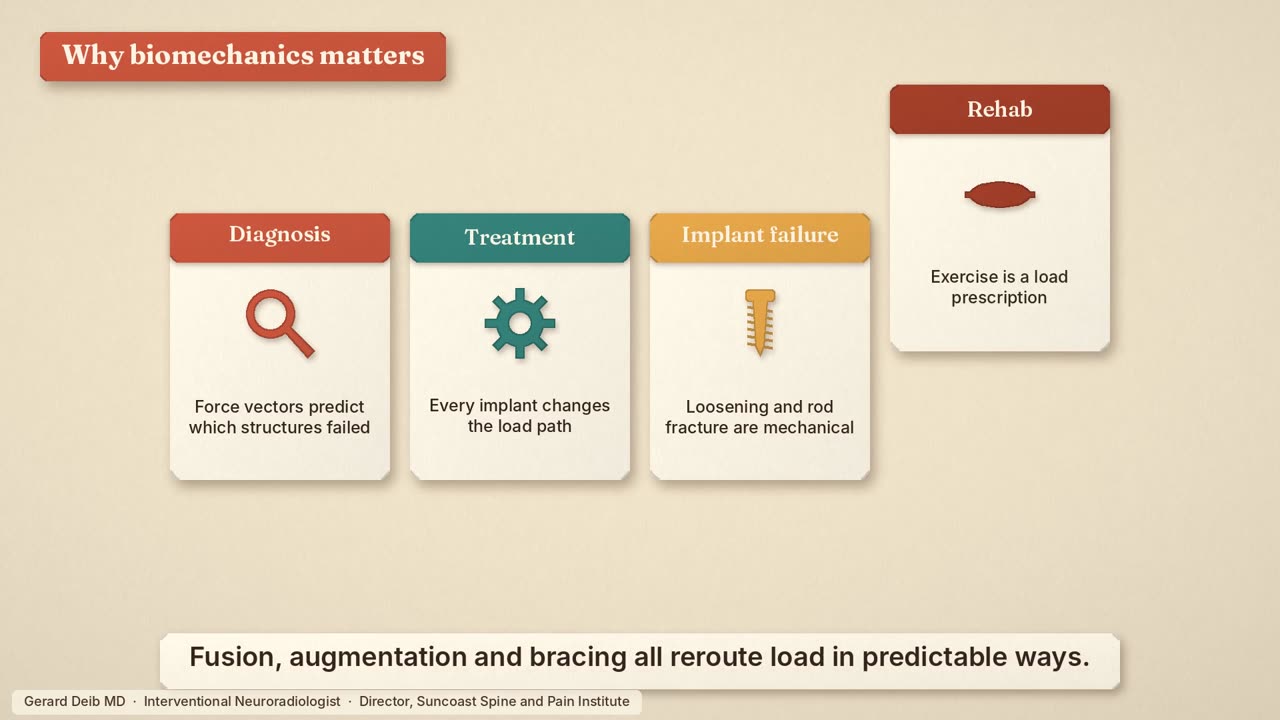 Why biomechanics matters
Diagnosis
Force vectors predict
which structures failed
Treatment
Every implant changes
the load path
Implant failure
Loosening and rod
fracture are mechanical
Rehab
Exercise is a load
prescription
Fusion, augmentation and bracing all reroute load in predictable ways.
Gerard Deib MD · Interventional Neuroradiologist · Director, Suncoast Spine and Pain Institute